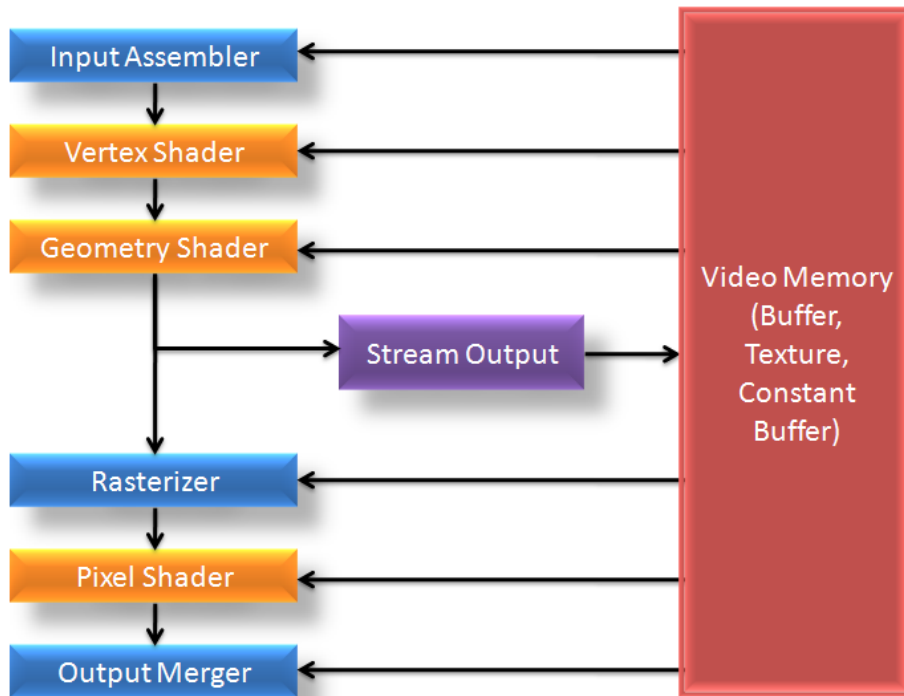 Input Assembler
Vertex Shader
Geometry Shader
Stream Output
Rasterizer
Pixel Shader
Output Merger
Video Memory
(Buffer,
Texture,
Constant
Buffer)